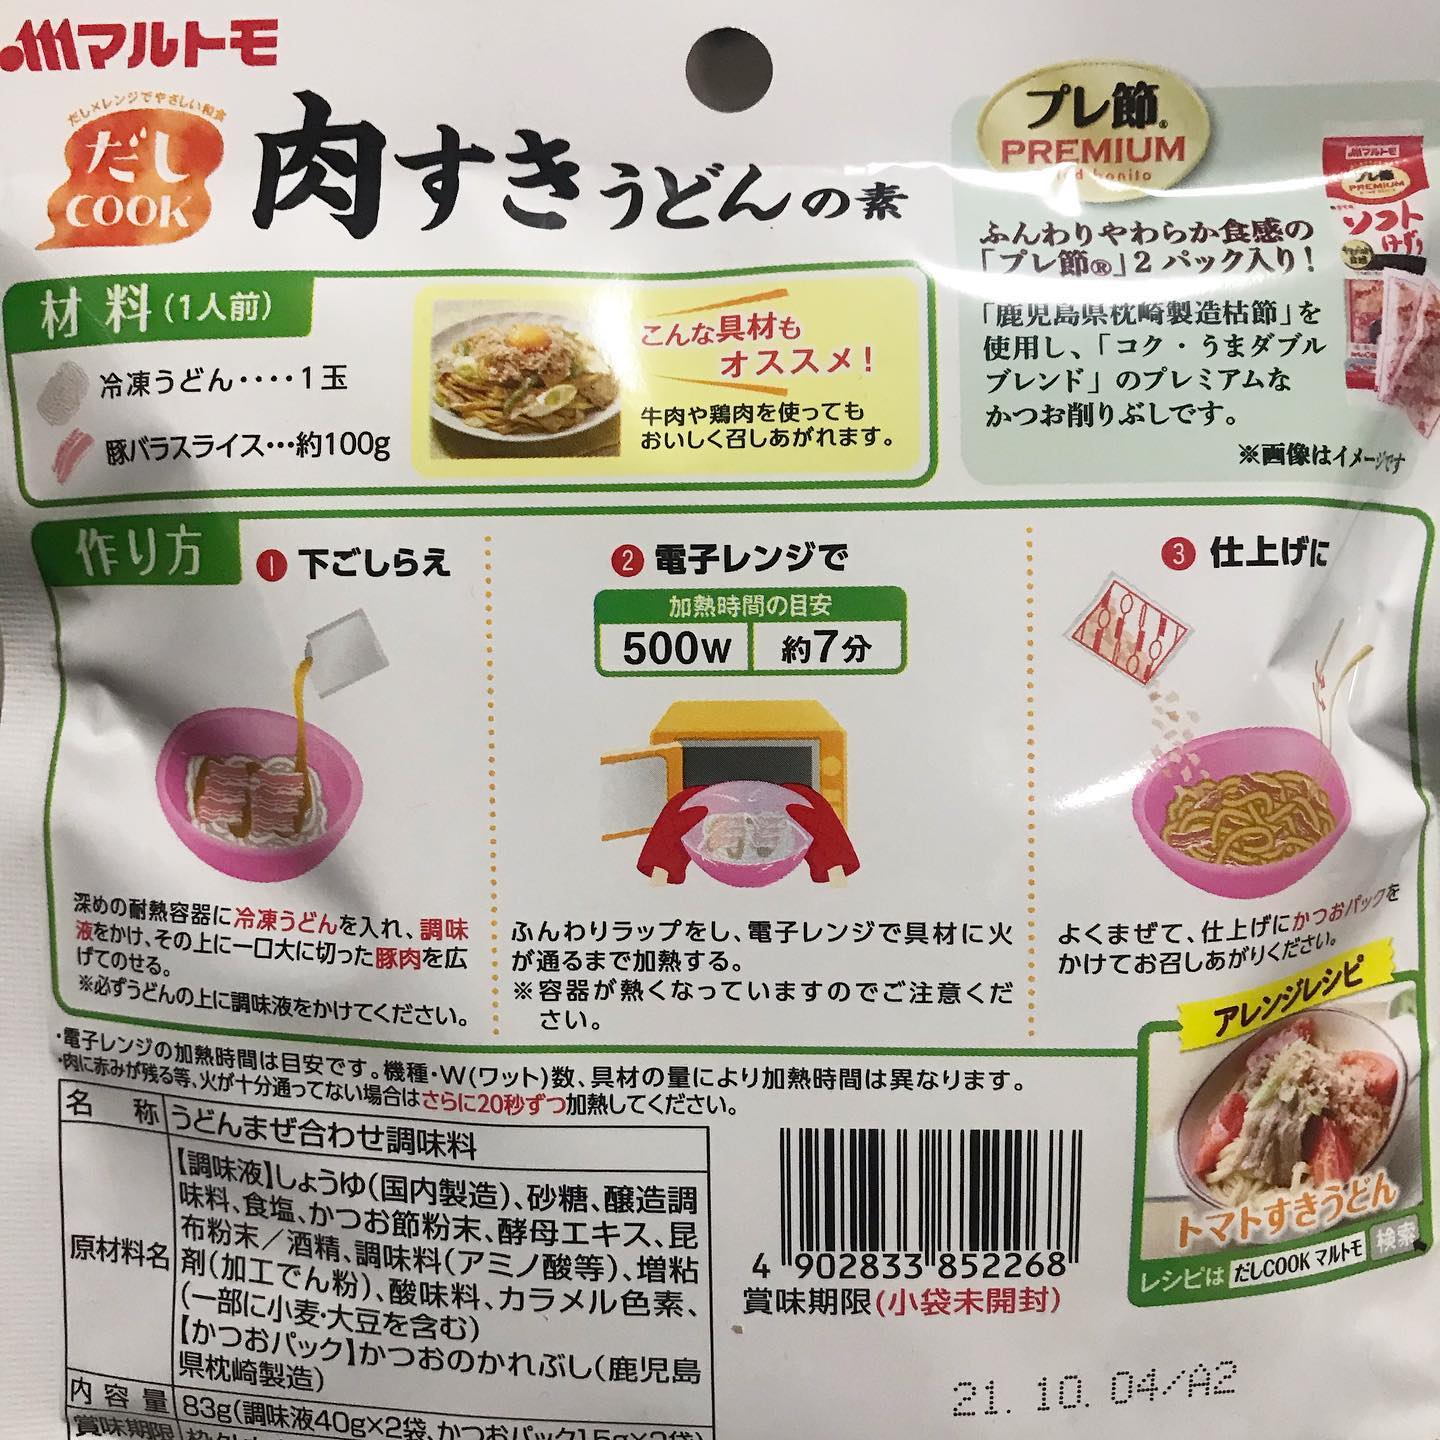 マルトモ
だし×レンジでやさしい和食
だし
COOK
肉すきうどんの素
プレ節®
PREMIUM
ふんわりやわらか食感の
「プレ節®」2パック入り!
「鹿児島県枕崎製造枯節」を
使用し、「コク・うまダブル
ブレンド」のプレミアムな
かつお削りぶしです。
※画像はイメージです
マルトモ
プレ節
PREMIUM
ソフト
けずり
材料(1人前)
冷凍うどん····1玉
豚バラスライス…約100g
こんな具材も
オススメ!
牛肉や鶏肉を使っても
おいしく召しあがれます。
作り方
1 下ごしらえ
深めの耐熱容器に冷凍うどんを入れ、調味
液をかけ、その上に一口大に切った豚肉を広
げてのせる。
※必ずうどんの上に調味液をかけてください。
2 電子レンジで
加熱時間の目安
500W 約7分
ふんわりラップをし、電子レンジで具材に火
が通るまで加熱する。
※容器が熱くなっていますのでご注意くだ
さい。
3 仕上げに
よくまぜて、仕上げにかつおパックを
かけてお召しあがりください。
・電子レンジの加熱時間は目安です。機種・W(ワット)数、具材の量により加熱時間は異なります。
・肉に赤みが残る等、火が十分通ってない場合はさらに20秒ずつ加熱してください。
アレンジレシピ
トマトすきうどん
レシピは だしCOOK マルトモ 検索
名称 うどんまぜ合わせ調味料
原材料名
【調味液】しょうゆ(国内製造)、砂糖、醸造調
味料、食塩、かつお節粉末、酵母エキス、昆
布粉末/酒精、調味料(アミノ酸等)、増粘
剤(加工でん粉)、酸味料、カラメル色素、
(一部に小麦・大豆を含む)
【かつおパック】かつおのかれぶし(鹿児島
県枕崎製造)
内容量 83g(調味液40g×2袋、かつおパック1.5g×2袋)
賞味期限
4 902833 852268
賞味期限(小袋未開封)
21.10.04/A2